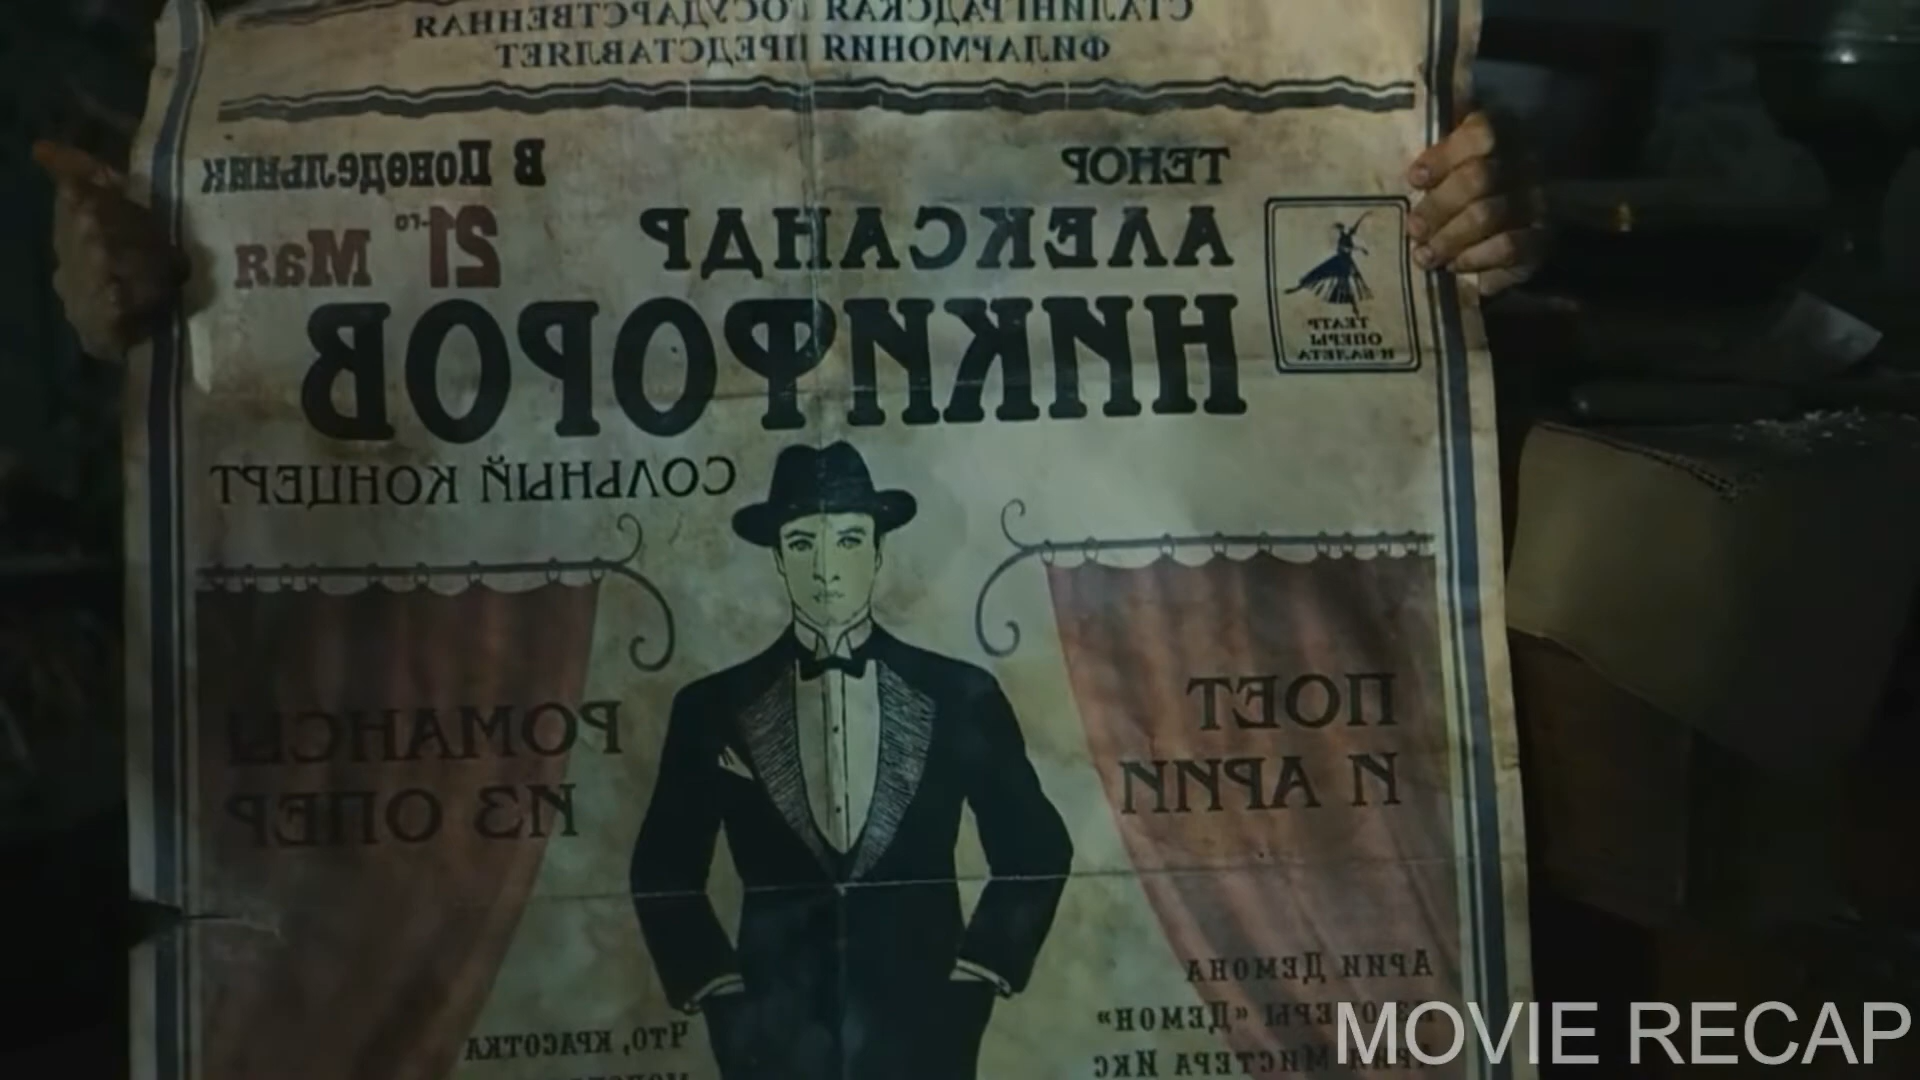 СТАЛИНГРАДСКАЯ ГОСУДАРСТВЕННАЯ
ФИЛАРМОНИЯ ПРЕДСТАВЛЯЕТ
ТЕНОР
В Понедельник
АЛЕКСАНДР
21-го Мая
НИКИФОРОВ
ТЕАТР
ОПЕРЫ
И БАЛЕТА
СОЛЬНЫЙ КОНЦЕРТ
ПОЕТ
И АРИИ
РОМАНСЫ
ИЗ ОПЕР
АРИИ ДЕМОНА
ИЗ ОПЕРЫ «ДЕМОН»
АРИЯ МИСТЕРА ИКС
ЧТО, КРАСОТКА
MOVIE RECAP